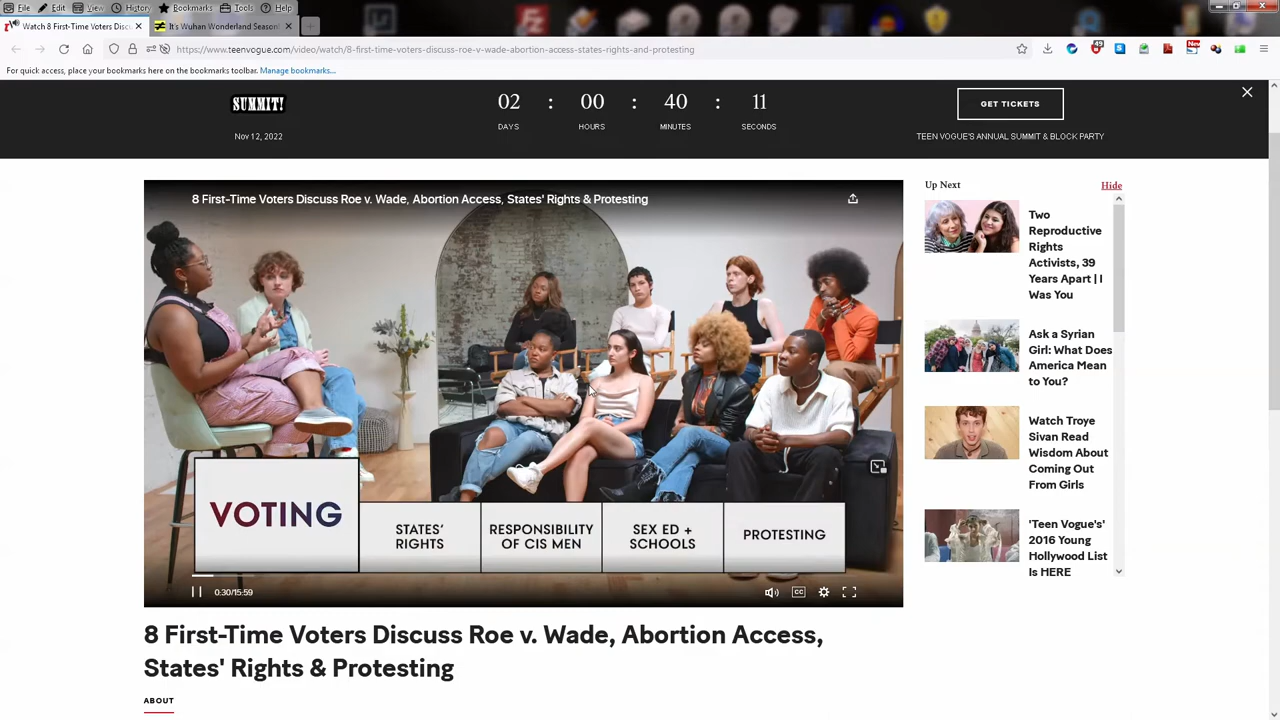 File Edit View History Bookmarks Tools Help
Watch 8 First-Time Voters Disc
It's Wuhan Wonderland Season!
https://www.teenvogue.com/video/watch/8-first-time-voters-discuss-roe-v-wade-abortion-access-states-rights-and-protesting
49
New
For quick access, place your bookmarks here on the bookmarks toolbar. Manage bookmarks...
SUMMIT!
Nov 12, 2022
02 : 00 : 40 : 11
DAYS HOURS MINUTES SECONDS
GET TICKETS
TEEN VOGUE'S ANNUAL SUMMIT & BLOCK PARTY
8 First-Time Voters Discuss Roe v. Wade, Abortion Access, States' Rights & Protesting
VOTING
STATES'
RIGHTS
RESPONSIBILITY
OF CIS MEN
SEX ED +
SCHOOLS
PROTESTING
0:30/15:59
CC
Up Next
Hide
Two
Reproductive
Rights
Activists, 39
Years Apart | I
Was You
Ask a Syrian
Girl: What Does
America Mean
to You?
Watch Troye
Sivan Read
Wisdom About
Coming Out
From Girls
'Teen Vogue's'
2016 Young
Hollywood List
Is HERE
8 First-Time Voters Discuss Roe v. Wade, Abortion Access,
States' Rights & Protesting
ABOUT